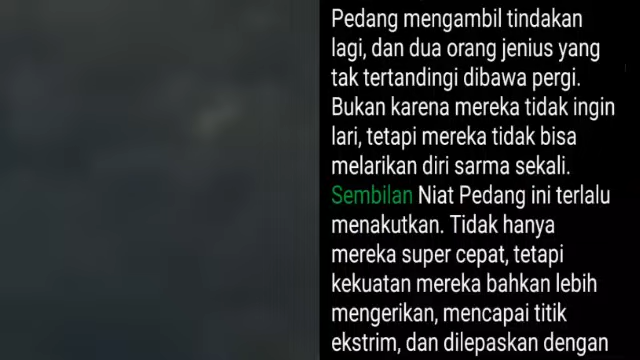 Pedang mengambil tindakan
lagi, dan dua orang jenius yang
tak tertandingi dibawa pergi.
Bukan karena mereka tidak ingin
lari, tetapi mereka tidak bisa
melarikan diri sarma sekali.
Sembilan Niat Pedang ini terlalu
menakutkan. Tidak hanya
mereka super cepat, tetapi
kekuatan mereka bahkan lebih
mengerikan, mencapai titik
ekstrim, dan dilepaskan dengan